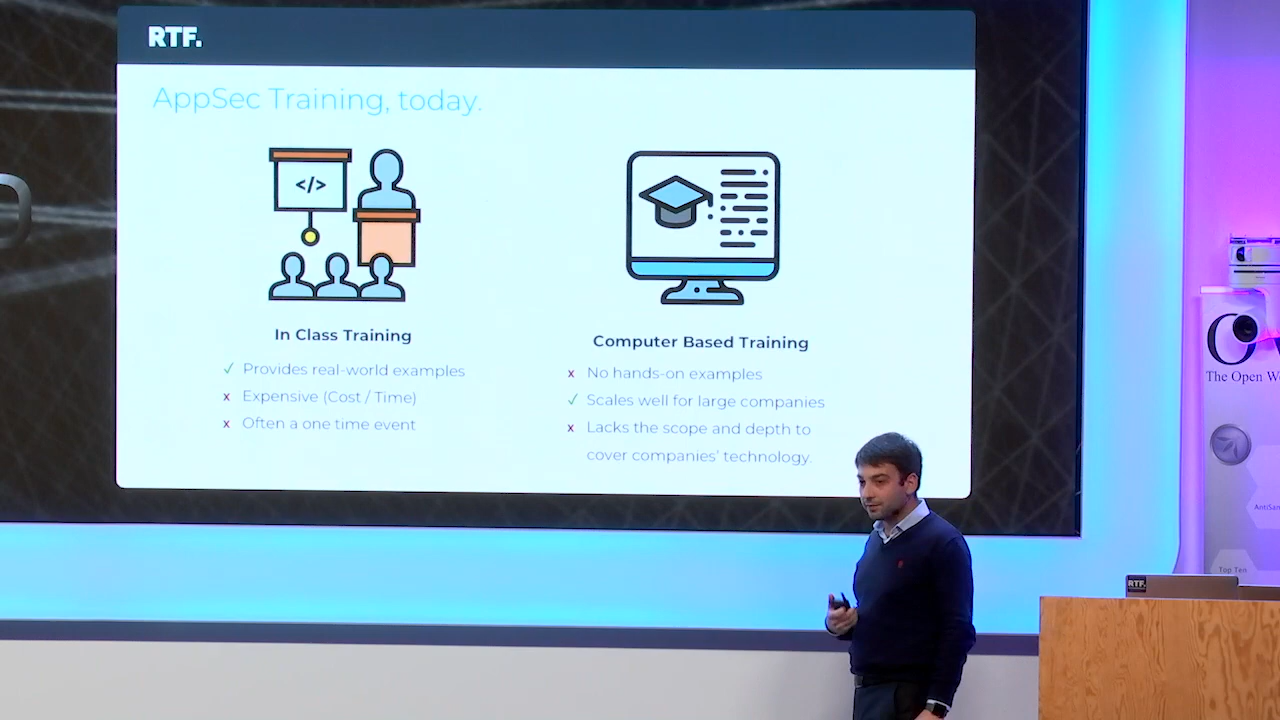 RTF.
AppSec Training, today.
</>
In Class Training
✓ Provides real-world examples
x Expensive (Cost / Time)
x Often a one time event
Computer Based Training
x No hands-on examples
✓ Scales well for large companies
x Lacks the scope and depth to
cover companies' technology.
The Open
Top Ten
RTF.